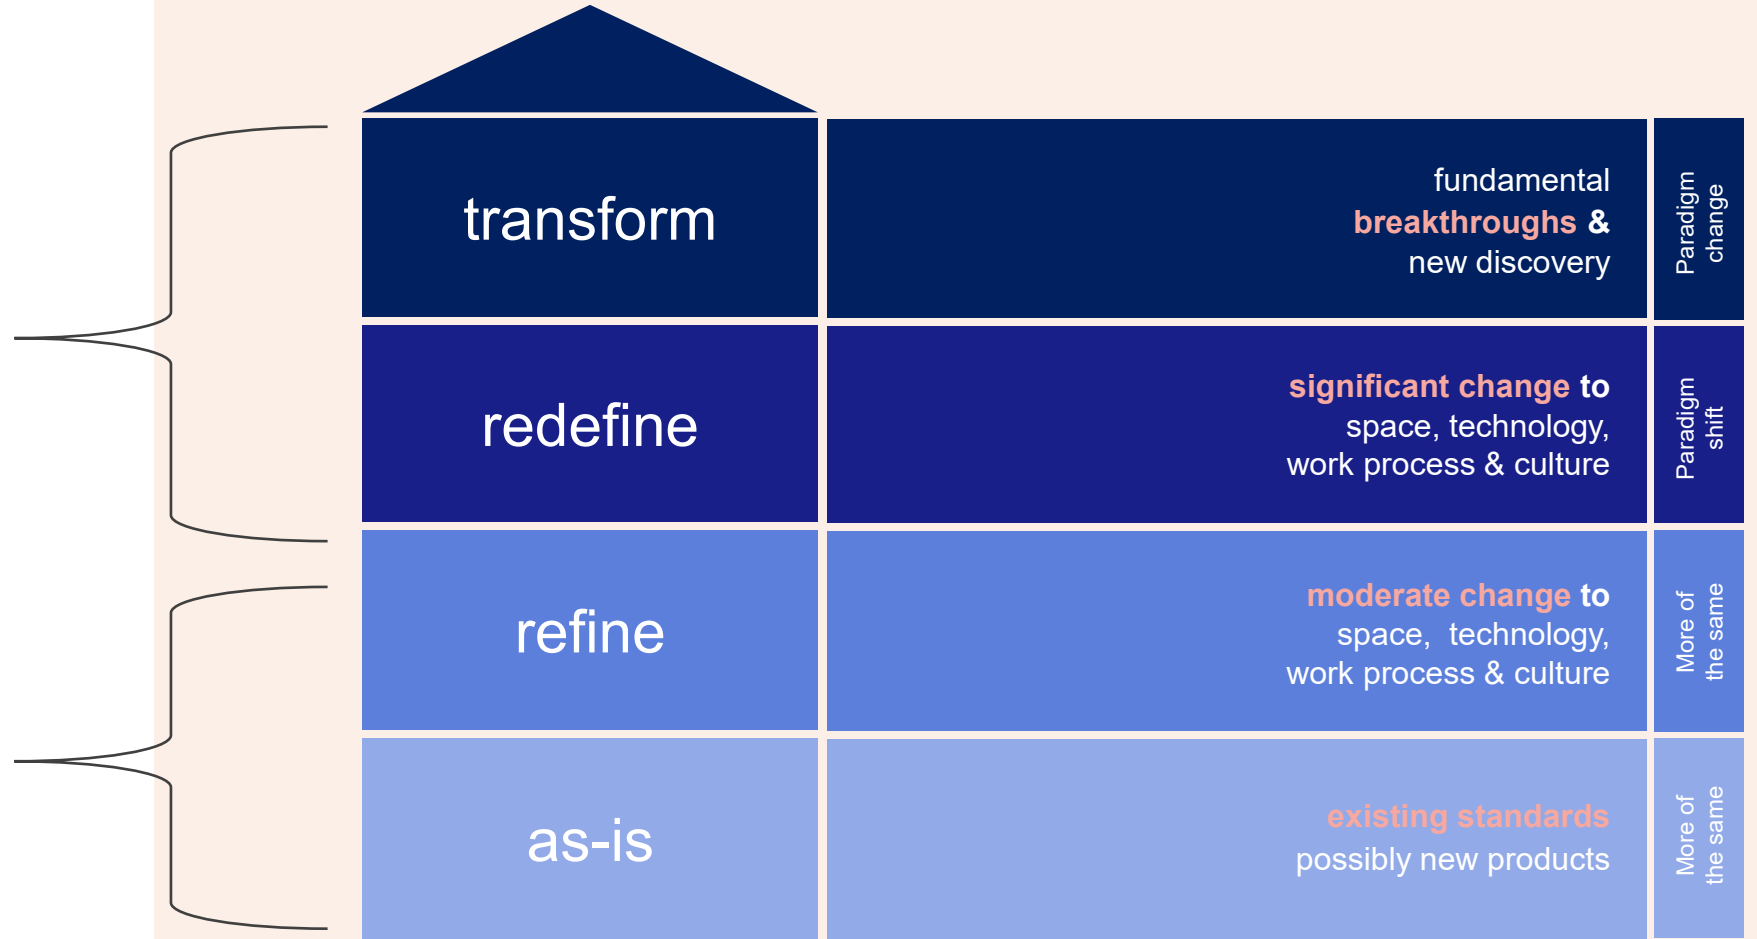 transform
fundamental
breakthroughs &
new discovery
Paradigm
change
redefine
significant change to
space, technology,
work process & culture
Paradigm
shift
refine
moderate change to
space,  technology,
work process & culture
More of
the same
as-is
existing standards
possibly new products
More of
the same